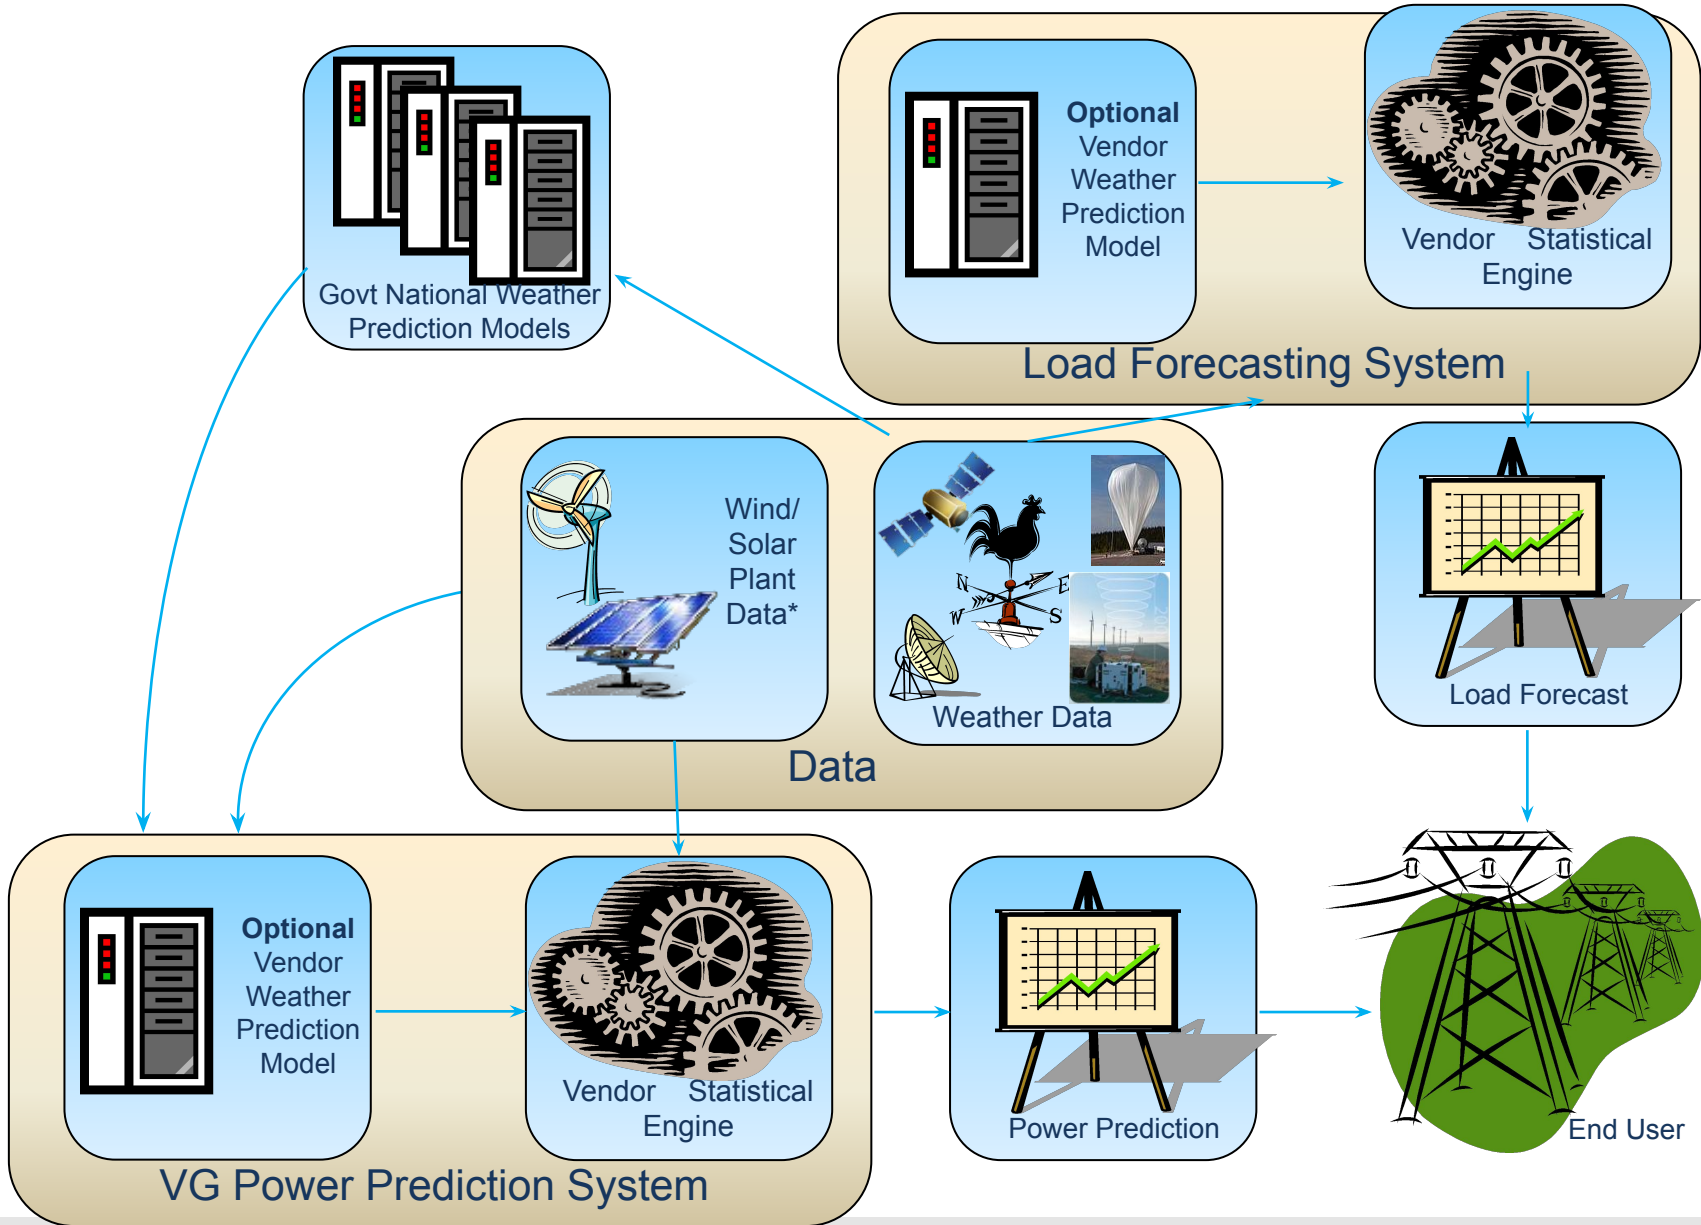 Optional
Vendor
Weather
Prediction
Model
Vendor Statistical
Engine
Govt National Weather
Prediction Models
Load Forecasting System
Wind/
Solar
Plant
Data*
N
E
W
S
Weather Data
Data
Load Forecast
Optional
Vendor
Weather
Prediction
Model
Vendor Statistical
Engine
VG Power Prediction System
Power Prediction
End User